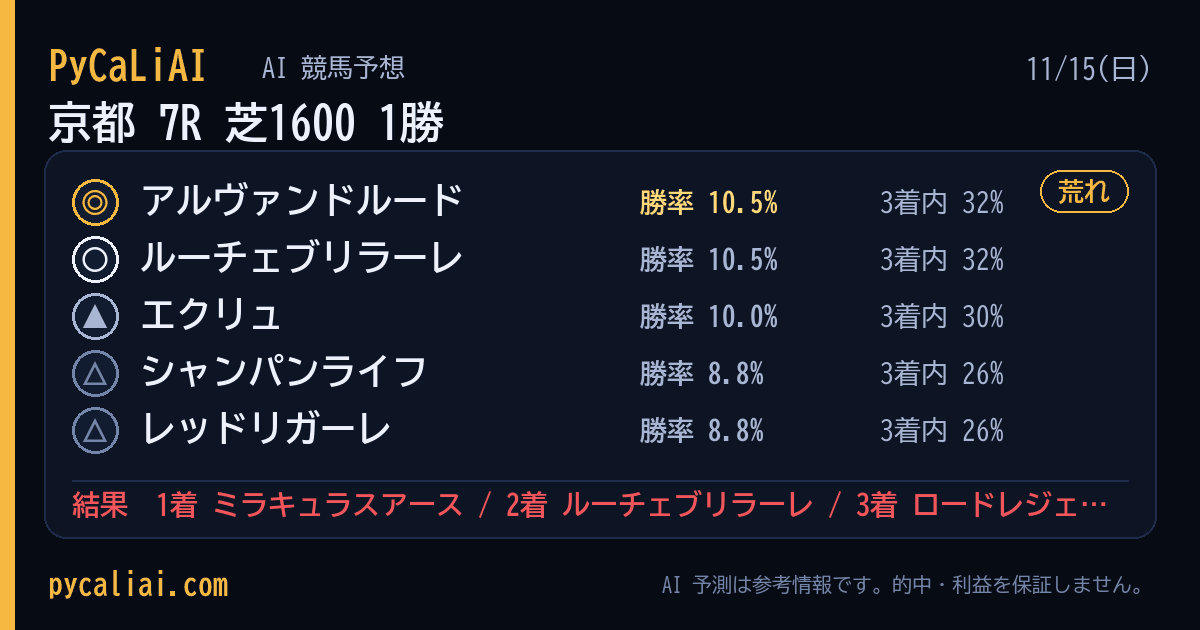 PyCaLiAI AI 競馬予想 11/15(日)
京都 7R 芝1600 1勝
◎ アルヴァンドルード 勝率 10.5% 3着内 32% 荒れ
○ ルーチェブリラーレ 勝率 10.5% 3着内 32%
▲ エクリュ 勝率 10.0% 3着内 30%
△ シャンパンライフ 勝率 8.8% 3着内 26%
△ レッドリガーレ 勝率 8.8% 3着内 26%
結果 1着 ミラキュラスアース / 2着 ルーチェブリラーレ / 3着 ロードレジェ…
pycaliai.com AI 予測は参考情報です。的中・利益を保証しません。